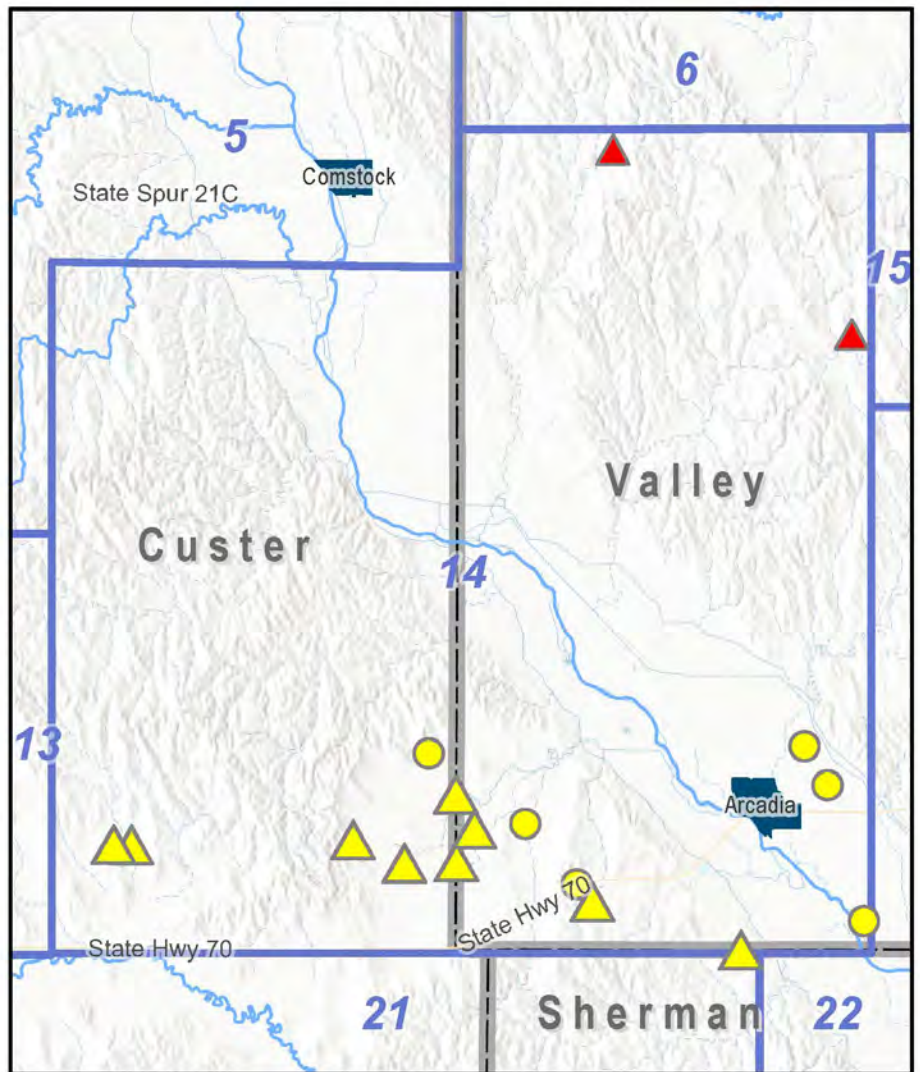 6
5
Comstock
State Spur 21C
15
Valley
Custer
14
13
Arcadia
State Hwy 70
State Hwy 70
21
Sherman
22